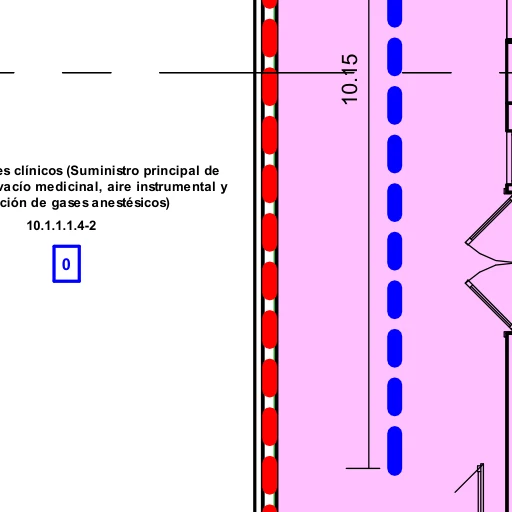 es clínicos (Suministro principal de
vacío medicinal, aire instrumental y
ción de gases anestésicos)
10.1.1.1.4-2
0
10.15